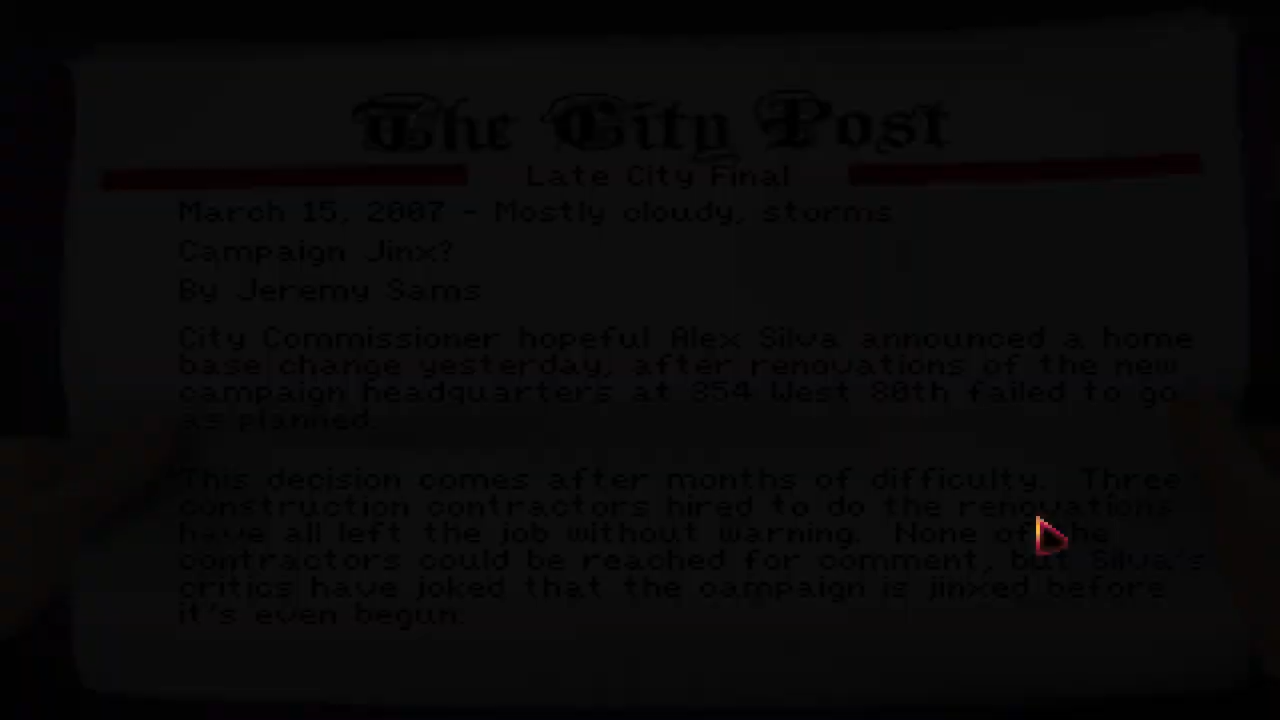 The City Post
Late City Final
March 15, 2007 - Mostly cloudy, storms
Campaign Jinx?
By Jeremy Sams
City Commissioner hopeful Alex Silva announced a home
base change yesterday, after renovations of the new
campaign headquarters at 354 West 80th failed to go
as planned.
This decision comes after months of difficulty. Three
construction contractors hired to do the renovations
have all left the job without warning. None of the
contractors could be reached for comment, but Silva's
critics have joked that the campaign is jinxed before
it's even begun.